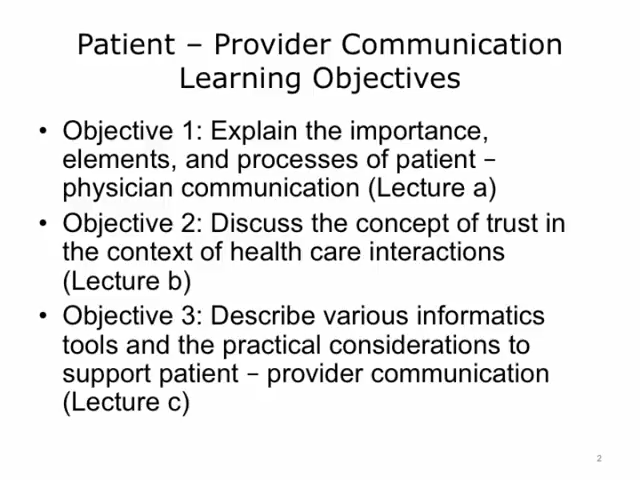 Patient – Provider Communication
Learning Objectives
• Objective 1: Explain the importance,
elements, and processes of patient –
physician communication (Lecture a)
• Objective 2: Discuss the concept of trust in
the context of health care interactions
(Lecture b)
• Objective 3: Describe various informatics
tools and the practical considerations to
support patient – provider communication
(Lecture c)
2